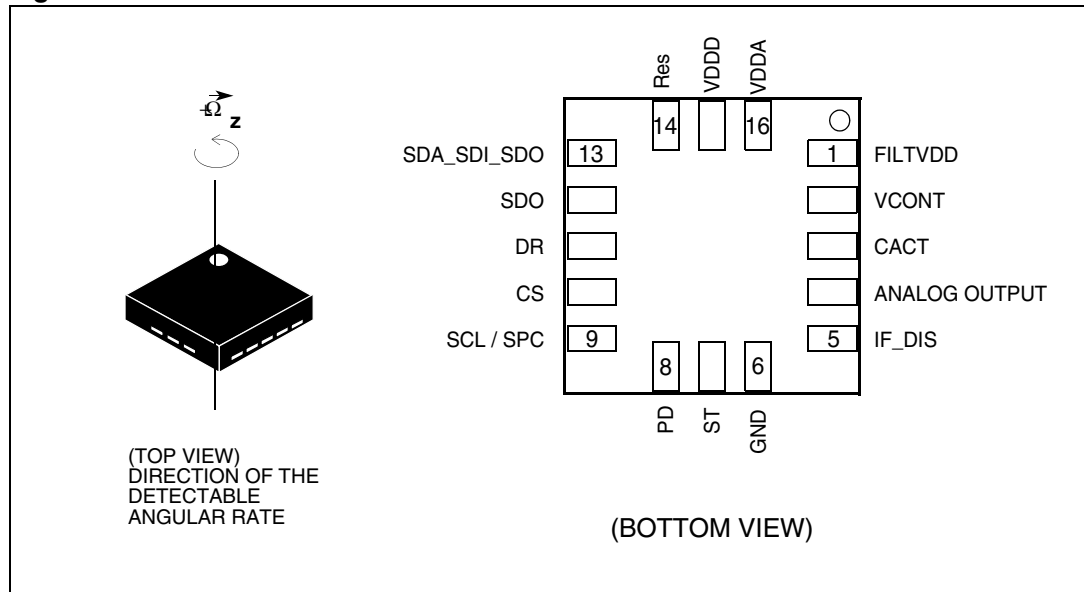 +Ω
z
(TOP VIEW)
DIRECTION OF THE
DETECTABLE
ANGULAR RATE
Res
VDDD
VDDA
14
16
SDA_SDI_SDO
13
1
FILTVDD
SDO
VCONT
DR
CACT
CS
ANALOG OUTPUT
SCL / SPC
9
5
IF_DIS
8
6
PD
ST
GND
(BOTTOM VIEW)